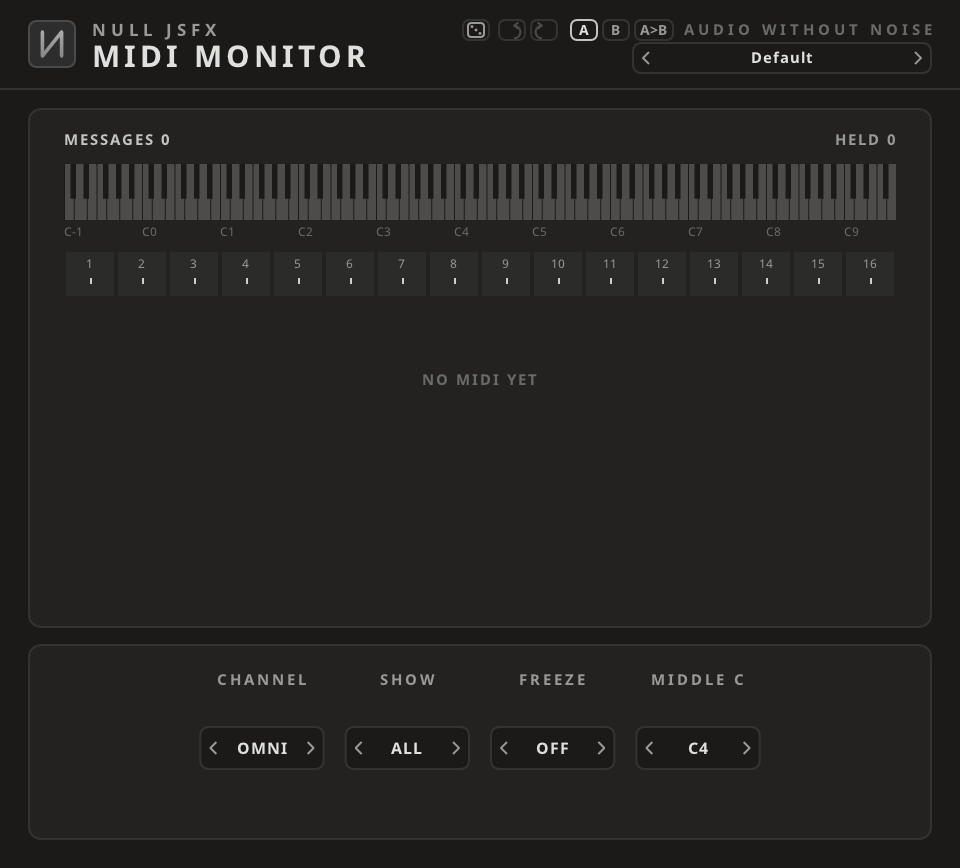 NULL JSFX
MIDI MONITOR
A B A>B AUDIO WITHOUT NOISE
Default
MESSAGES 0 HELD 0
C-1 C0 C1 C2 C3 C4 C5 C6 C7 C8 C9
1 2 3 4 5 6 7 8 9 10 11 12 13 14 15 16
NO MIDI YET
CHANNEL SHOW FREEZE MIDDLE C
OMNI ALL OFF C4